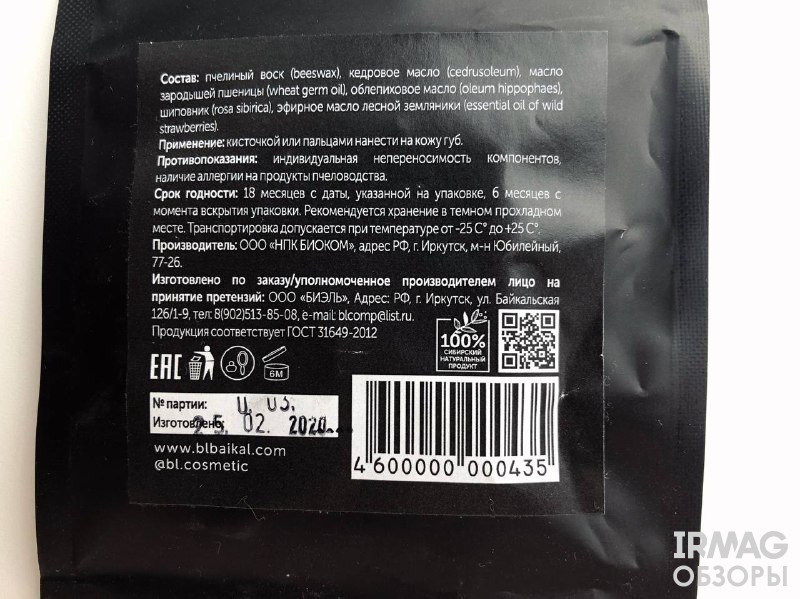 Состав: пчелиный воск (beeswax), кедровое масло (cedrusoleum), масло
зародышей пшеницы (wheat germ oil), облепиховое масло (oleum hippophaes),
шиповник (rosa sibirica), эфирное масло лесной земляники (essential oil of wild
strawberries).
Применение: кисточкой или пальцами нанести на кожу губ.
Противопоказания: индивидуальная непереносимость компонентов,
наличие аллергии на продукты пчеловодства.
Срок годности: 18 месяцев с даты, указанной на упаковке, 6 месяцев с
момента вскрытия упаковки. Рекомендуется хранение в темном прохладном
месте. Транспортировка допускается при температуре от -25 C° до +25 C°.
Производитель: ООО «НПК БИОКОМ», адрес РФ, г. Иркутск, м-н Юбилейный,
77-26.
Изготовлено по заказу/уполномоченное производителем лицо на
принятие претензий: ООО «БИЭЛЬ», Адрес: РФ, г. Иркутск, ул. Байкальская
126/1-9, тел: 8(902)513-85-08, e-mail: blcomp@list.ru.
Продукция соответствует ГОСТ 31649-2012
100%
СИБИРСКИЙ
НАТУРАЛЬНЫЙ
ПРОДУКТ
EAC
6М
№ партии:
Изготовлено: 25. 02. 2020
www.blbaikal.com
@bl.cosmetic
4 600000 000435
IRMAG
ОБЗОРЫ